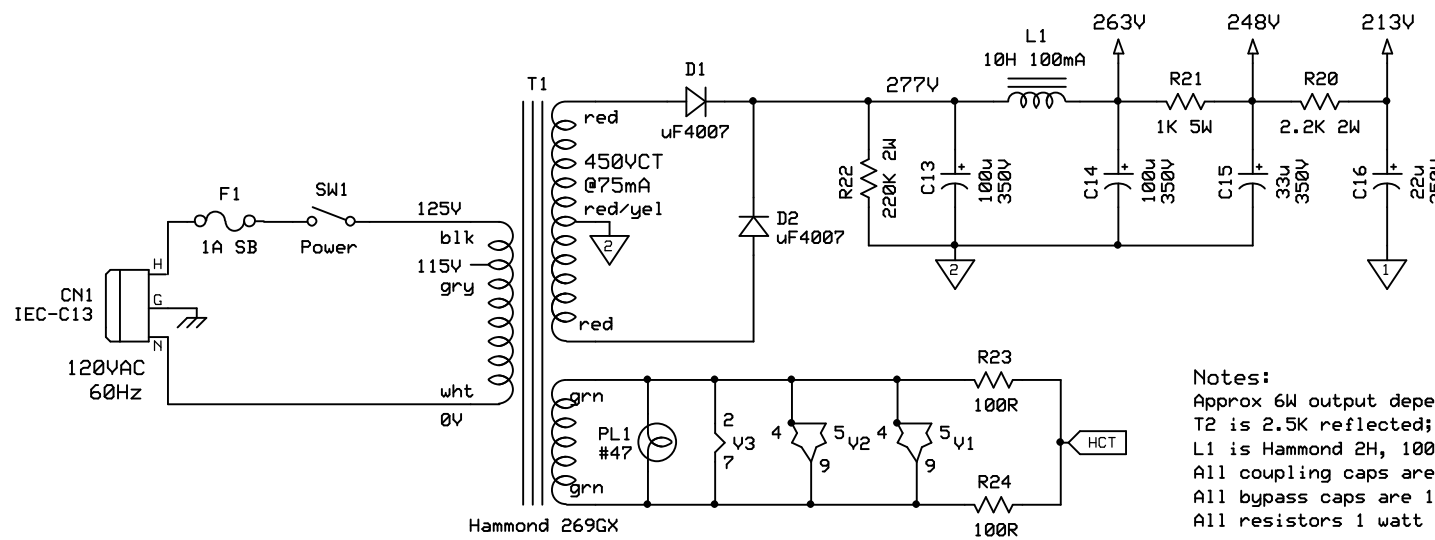 263V
248V
213V
L1
10H 100mA
D1
277V
R21
R20
T1
red
uF4007
1K 5W
2.2K 2W
450VCT
@75mA
red/yel
R22
220K 2W
C13
100u
350V
C14
100u
350V
C15
33u
350V
C16
22u
F1
SW1
1A SB
Power
125V
blk
115V
gry
2
D2
uF4007
2
1
H
CN1
IEC-C13
G
N
120VAC
60Hz
red
wht
0V
grn
R23
100R
PL1
#47
2
V3
7
4
5
V2
9
4
5
V1
9
HCT
grn
R24
100R
Hammond 269GX
Notes:
Approx 6W output depe
T2 is 2.5K reflected;
L1 is Hammond 2H, 100
All coupling caps are
All bypass caps are 1
All resistors 1 watt